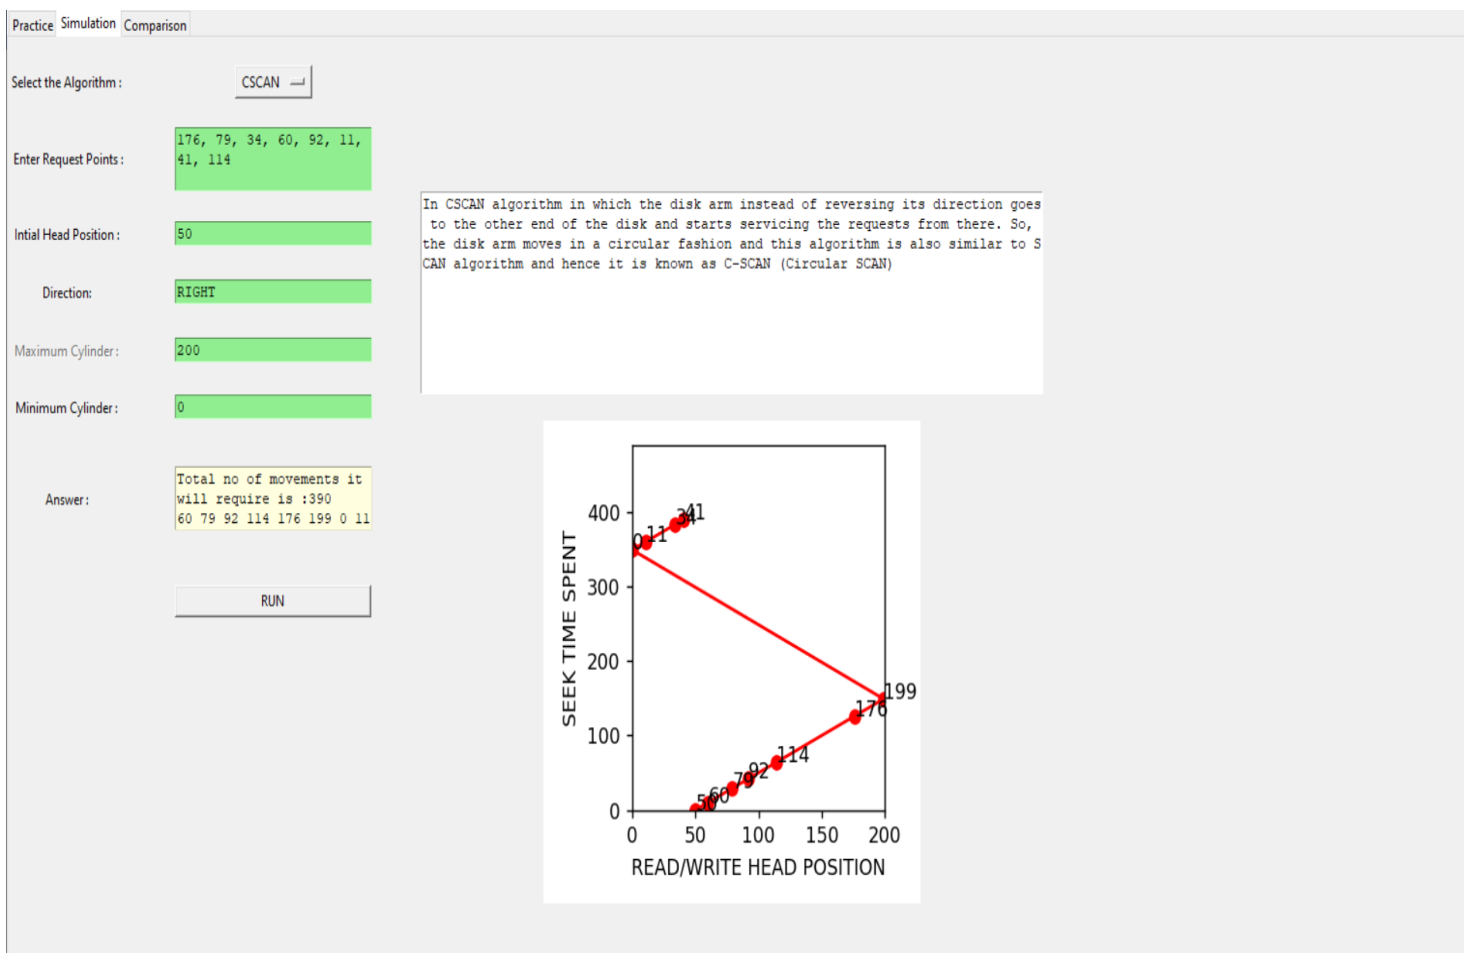 Practice Simulation Comparison
Select the Algorithm :
CSCAN
Enter Request Points :
176, 79, 34, 60, 92, 11,
41, 114
Intial Head Position :
50
Direction:
RIGHT
Maximum Cylinder :
200
Minimum Cylinder :
0
Answer :
Total no of movements it
will require is :390
60 79 92 114 176 199 0 11
RUN
In CSCAN algorithm in which the disk arm instead of reversing its direction goes
to the other end of the disk and starts servicing the requests from there. So,
the disk arm moves in a circular fashion and this algorithm is also similar to S
CAN algorithm and hence it is known as C-SCAN (Circular SCAN)
SEEK TIME SPENT
400
300
200
100
0
0 11 34 41
199
176
114
92
79
60
50
0 50 100 150 200
READ/WRITE HEAD POSITION